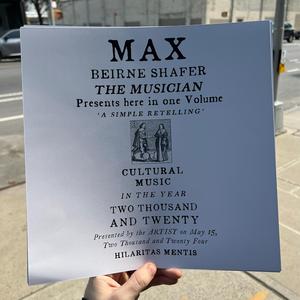 MAX
BEIRNE SHAFER
THE MUSICIAN
Presents here in one Volume
'A SIMPLE RETELLING'
CULTURAL
MUSIC
IN THE YEAR
TWO THOUSAND
AND TWENTY
Presented by the ARTIST on May 15,
Two Thousand and Twenty Four
HILARITAS MENTIS